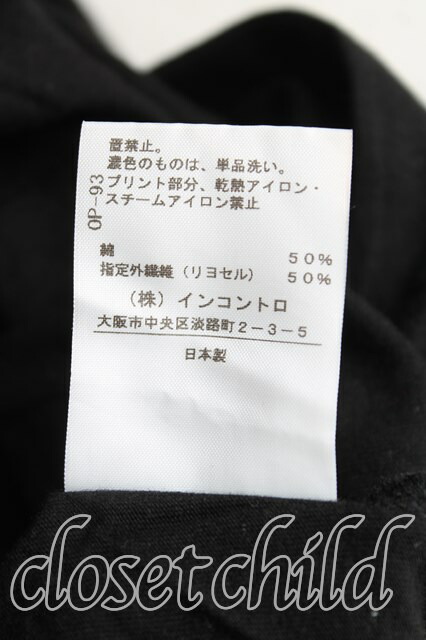 置禁止。
濃色のものは、単品洗い。
プリント部分、乾熱アイロン・
スチームアイロン禁止
OP-93
綿 50%
指定外繊維(リヨセル) 50%
(株)インコントロ
大阪市中央区淡路町2-3-5
日本製
closet child